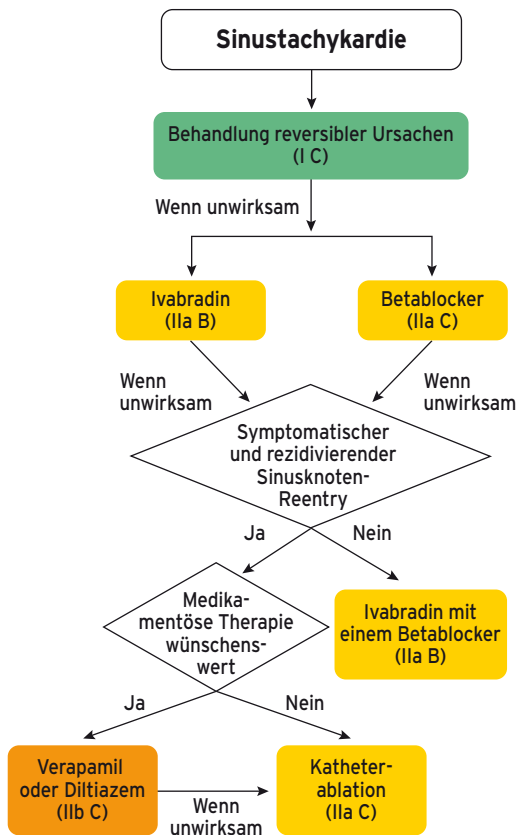 Sinustachykardie
Behandlung reversibler Ursachen
(I C)
Wenn unwirksam
Ivabradin
(IIa B)
Betablocker
(IIa C)
Wenn
unwirksam
Wenn
unwirksam
Symptomatischer
und rezidivierender
Sinusknoten-
Reentry
Ja
Nein
Medika-
mentöse Therapie
wünschens-
wert
Ivabradin mit
einem Betablocker
(IIa B)
Ja
Nein
Verapamil
oder Diltiazem
(IIb C)
Wenn
unwirksam
Katheter-
ablation
(IIa C)